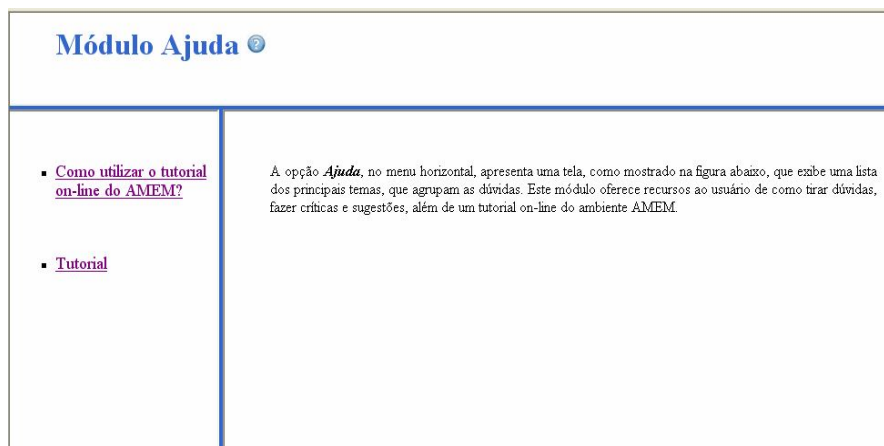 Módulo Ajuda
Como utilizar o tutorial
on-line do AMEM?
Tutorial
A opção Ajuda, no menu horizontal, apresenta uma tela, como mostrado na figura abaixo, que exibe uma lista
dos principais temas, que agrupam as dúvidas. Este módulo oferece recursos ao usuário de como tirar dúvidas,
fazer críticas e sugestões, além de um tutorial on-line do ambiente AMEM.